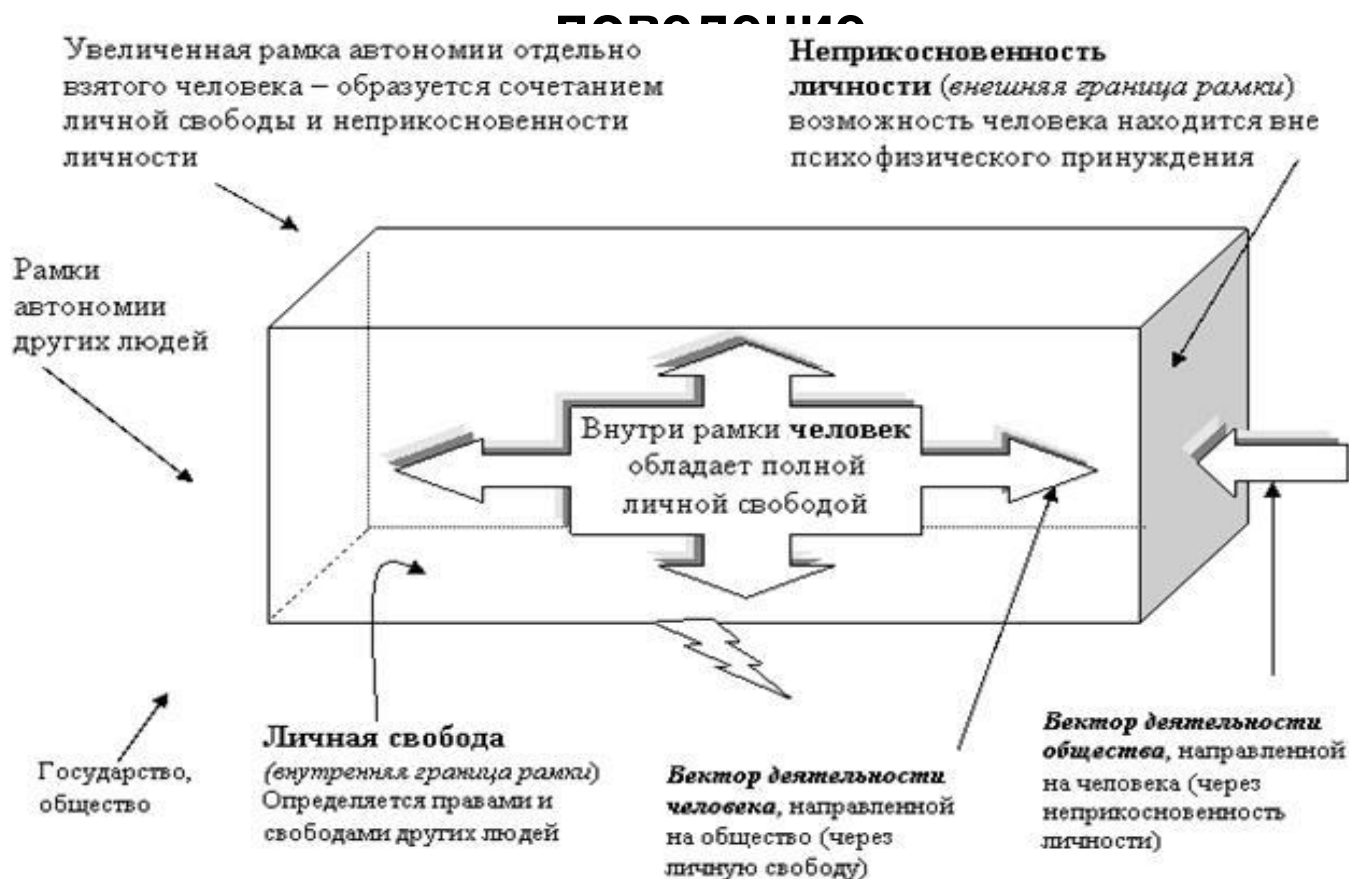 Увеличенная рамка автономии отдельно
взятого человека – образуется сочетанием
личной свободы и неприкосновенности
личности
Неприкосновенность
личности (внешняя граница рамки)
возможность человека находится вне
психофизического принуждения
Рамки
автономии
других людей
Внутри рамки человек
обладает полной
личной свободой
Государство,
общество
Личная свобода
(внутренняя граница рамки)
Определяется правами и
свободами других людей
Вектор деятельности
человека, направленной
на общество (через
личную свободу)
Вектор деятельности
общества, направленной
на человека (через
неприкосновенность
личности)